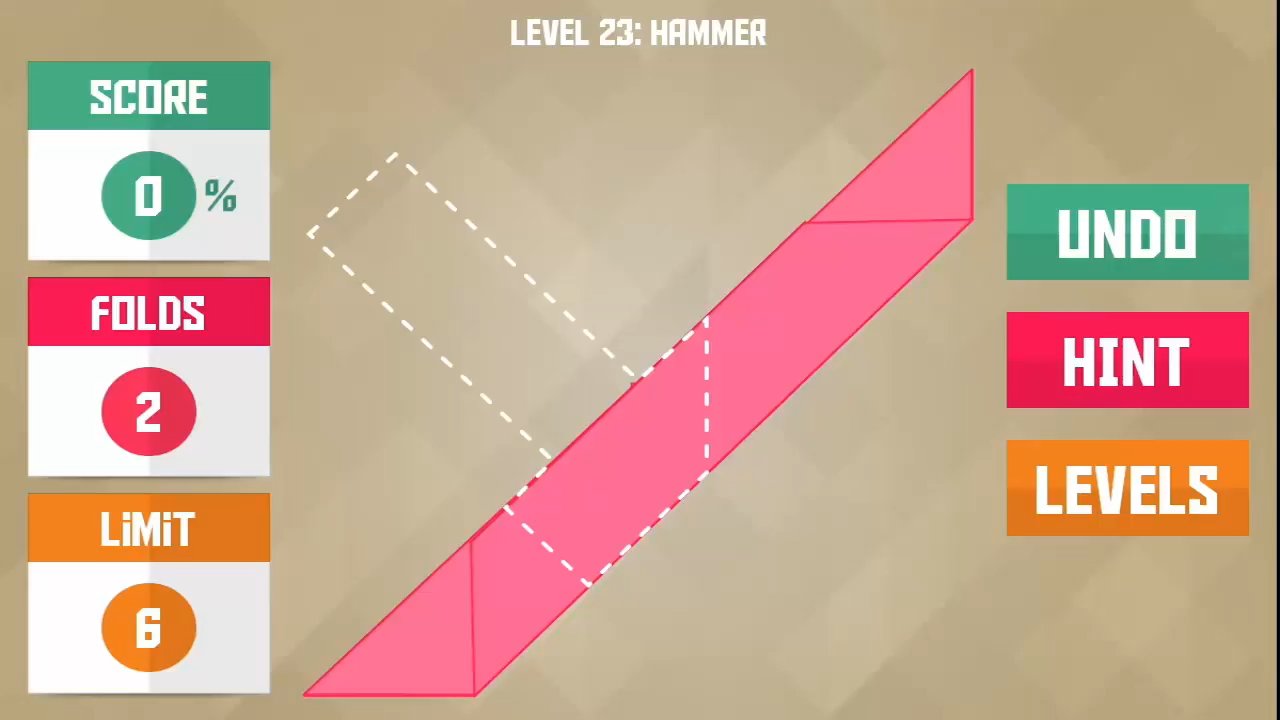 LEVEL 23: HAMMER
SCORE
0 %
FOLDS
2
LiMiT
6
UNDO
HINT
LEVELS